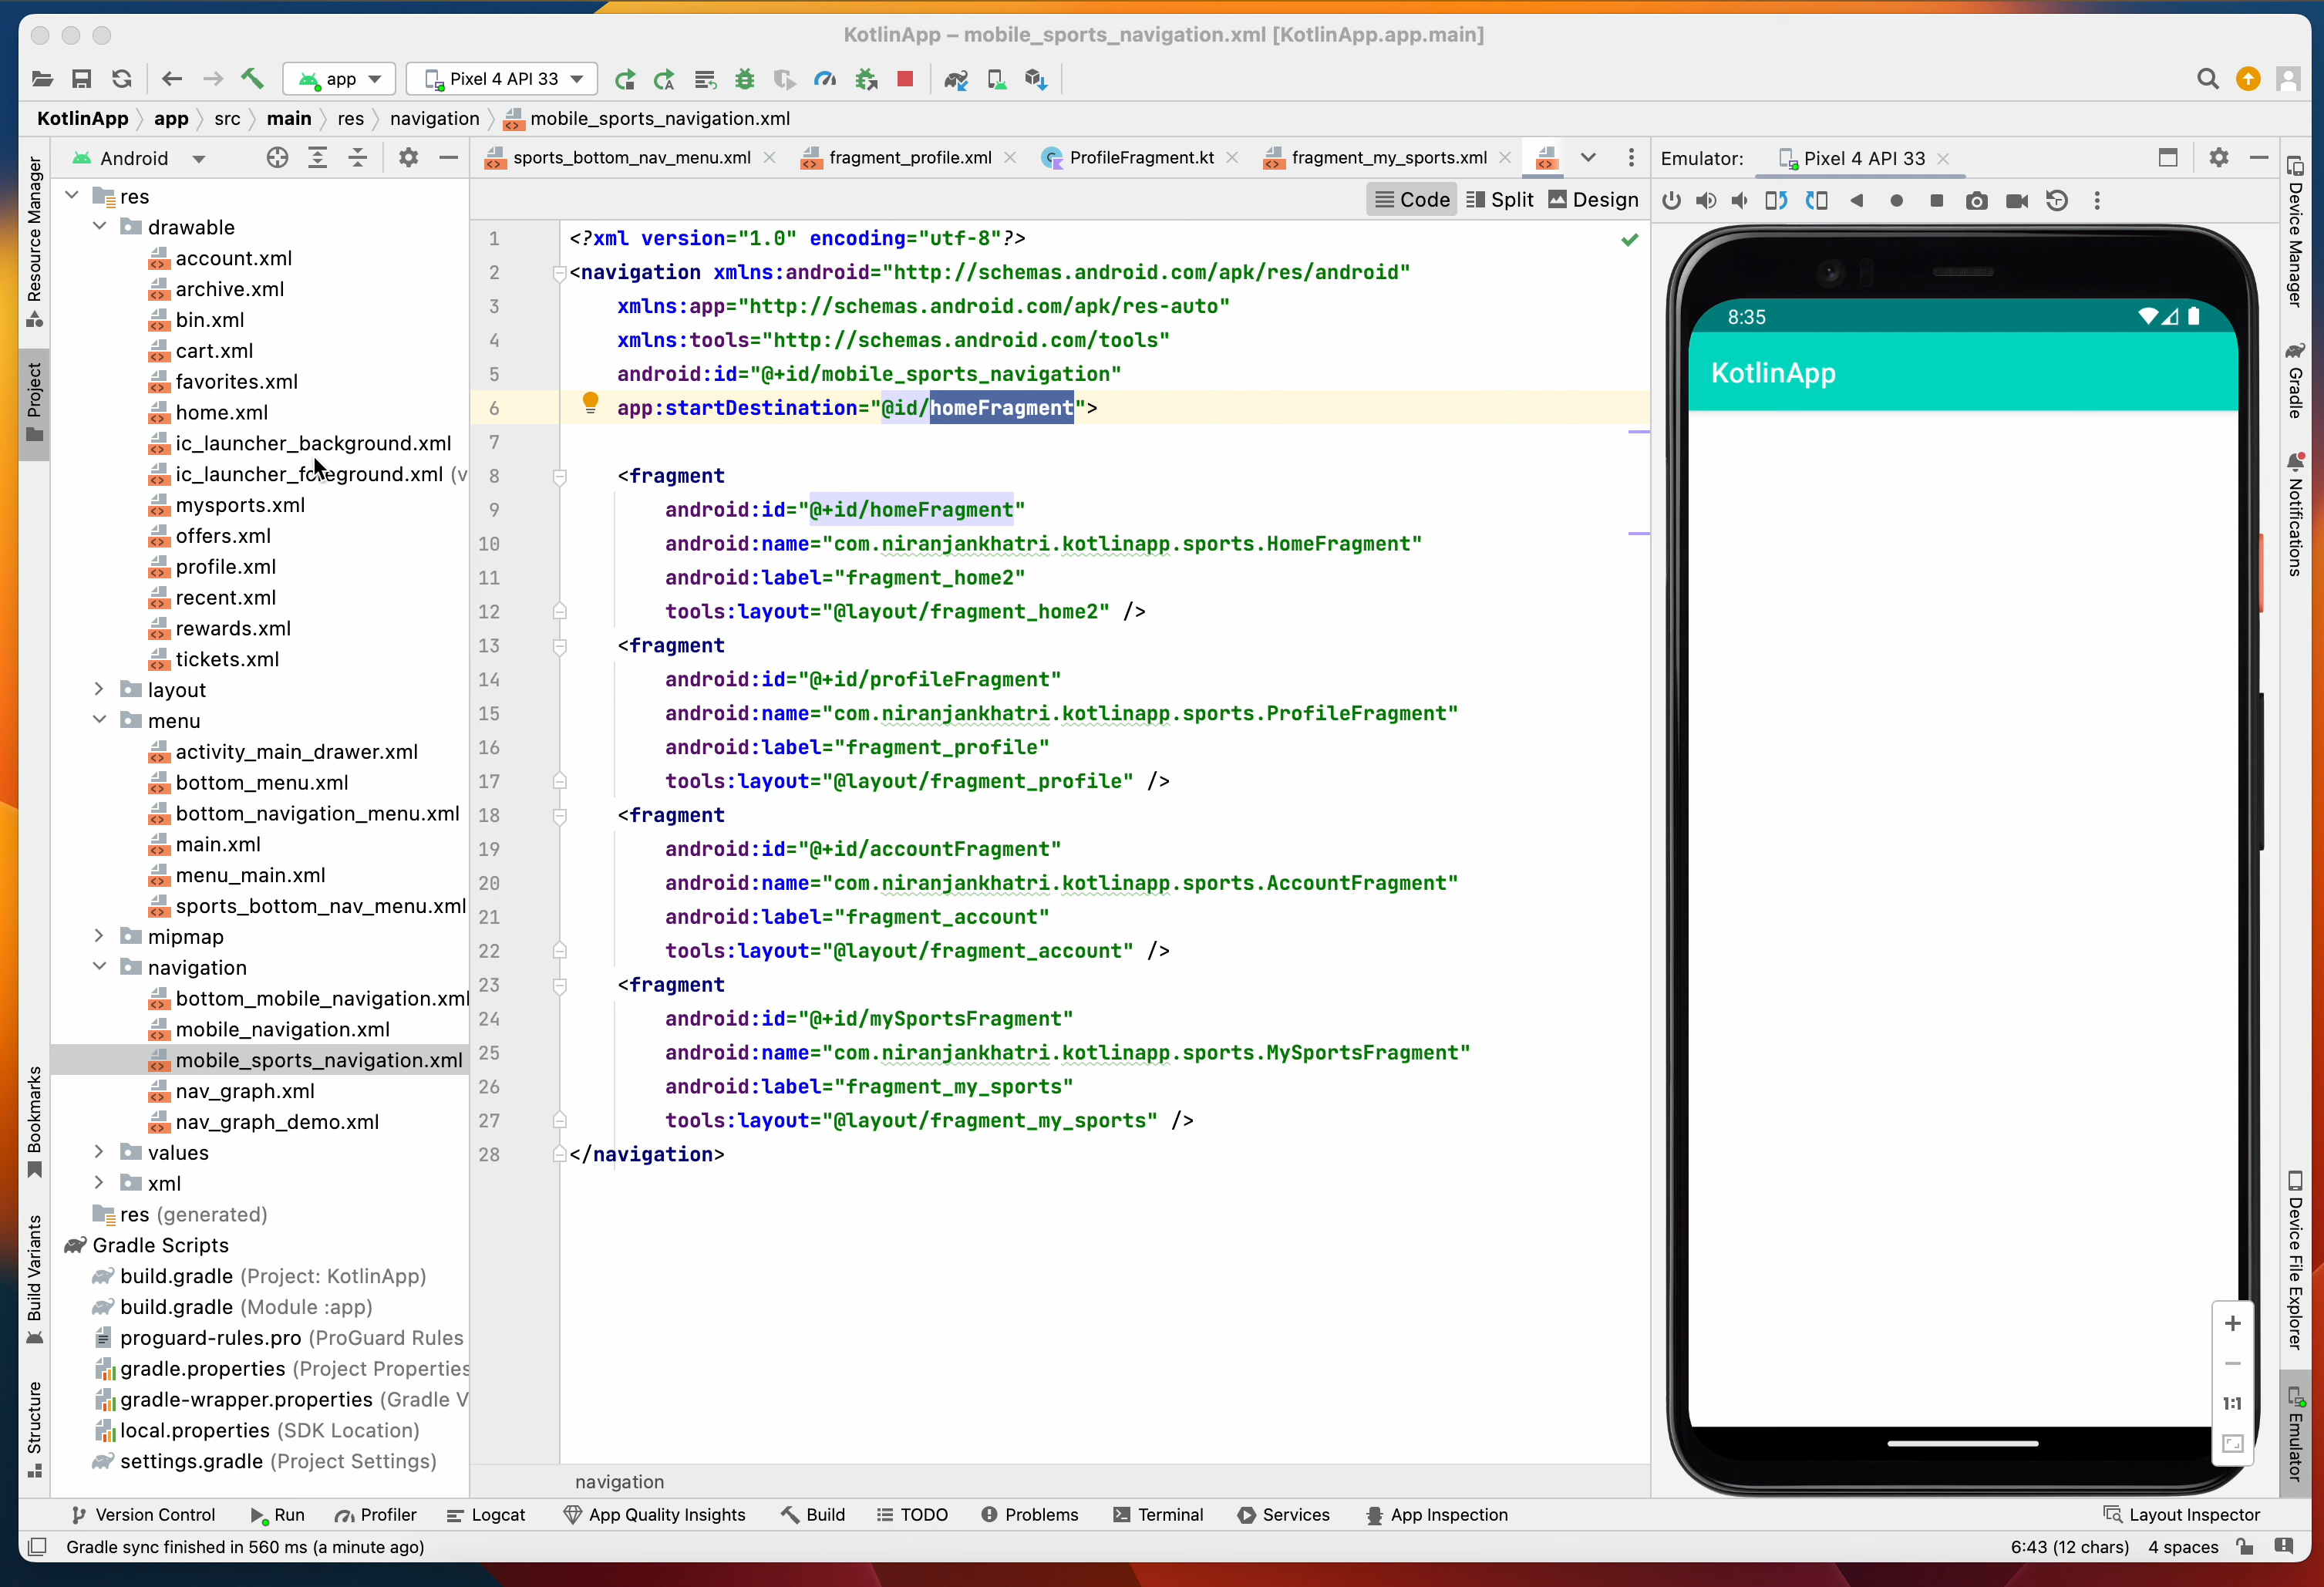 KotlinApp – mobile_sports_navigation.xml [KotlinApp.app.main]
app
Pixel 4 API 33
KotlinApp
app
src
main
res
navigation
mobile_sports_navigation.xml
Android
sports_bottom_nav_menu.xml
fragment_profile.xml
ProfileFragment.kt
fragment_my_sports.xml
Emulator:
Pixel 4 API 33
Code
Split
Design
Resource Manager
Project
Bookmarks
Build Variants
Structure
res
drawable
account.xml
archive.xml
bin.xml
cart.xml
favorites.xml
home.xml
ic_launcher_background.xml
ic_launcher_foreground.xml (v
mysports.xml
offers.xml
profile.xml
recent.xml
rewards.xml
tickets.xml
layout
menu
activity_main_drawer.xml
bottom_menu.xml
bottom_navigation_menu.xml
main.xml
menu_main.xml
sports_bottom_nav_menu.xml
mipmap
navigation
bottom_mobile_navigation.xml
mobile_navigation.xml
mobile_sports_navigation.xml
nav_graph.xml
nav_graph_demo.xml
values
xml
res (generated)
Gradle Scripts
build.gradle (Project: KotlinApp)
build.gradle (Module :app)
proguard-rules.pro (ProGuard Rules
gradle.properties (Project Properties
gradle-wrapper.properties (Gradle V
local.properties (SDK Location)
settings.gradle (Project Settings)
1 <?xml version="1.0" encoding="utf-8"?>
2 <navigation xmlns:android="http://schemas.android.com/apk/res/android"
3 xmlns:app="http://schemas.android.com/apk/res-auto"
4 xmlns:tools="http://schemas.android.com/tools"
5 android:id="@+id/mobile_sports_navigation"
6 app:startDestination="@id/homeFragment">
7
8 <fragment
9 android:id="@+id/homeFragment"
10 android:name="com.niranjankhatri.kotlinapp.sports.HomeFragment"
11 android:label="fragment_home2"
12 tools:layout="@layout/fragment_home2" />
13 <fragment
14 android:id="@+id/profileFragment"
15 android:name="com.niranjankhatri.kotlinapp.sports.ProfileFragment"
16 android:label="fragment_profile"
17 tools:layout="@layout/fragment_profile" />
18 <fragment
19 android:id="@+id/accountFragment"
20 android:name="com.niranjankhatri.kotlinapp.sports.AccountFragment"
21 android:label="fragment_account"
22 tools:layout="@layout/fragment_account" />
23 <fragment
24 android:id="@+id/mySportsFragment"
25 android:name="com.niranjankhatri.kotlinapp.sports.MySportsFragment"
26 android:label="fragment_my_sports"
27 tools:layout="@layout/fragment_my_sports" />
28 </navigation>
navigation
8:35
KotlinApp
1:1
Device Manager
Gradle
Notifications
Device File Explorer
Emulator
Version Control
Run
Profiler
Logcat
App Quality Insights
Build
TODO
Problems
Terminal
Services
App Inspection
Layout Inspector
Gradle sync finished in 560 ms (a minute ago)
6:43 (12 chars)
4 spaces